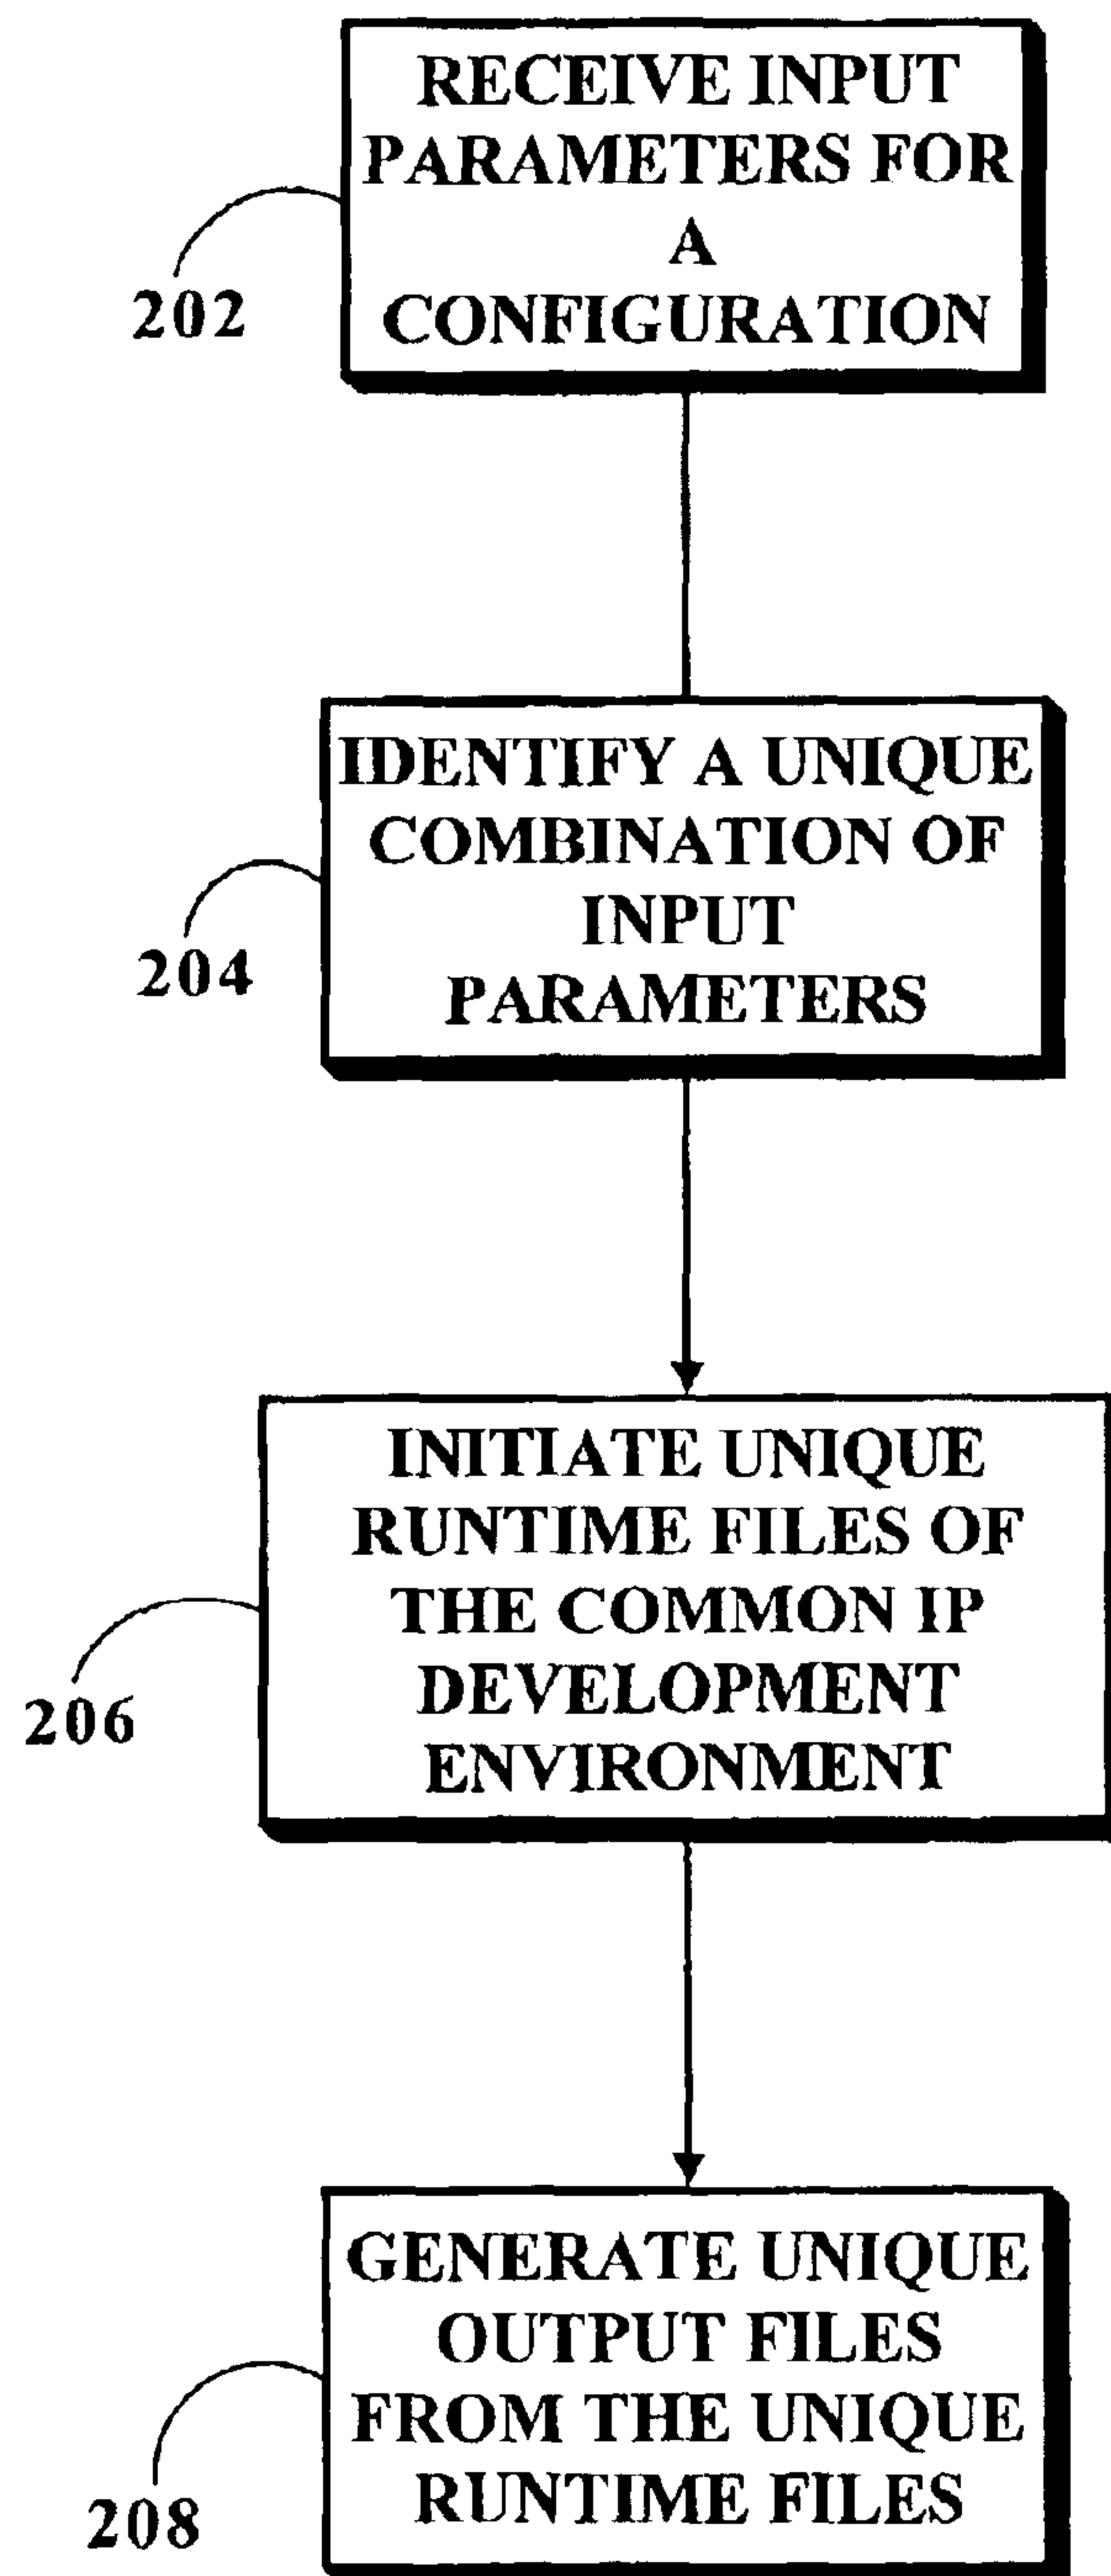 RECEIVE INPUT
PARAMETERS FOR
A
CONFIGURATION
202
IDENTIFY A UNIQUE
COMBINATION OF
INPUT
PARAMETERS
204
INITIATE UNIQUE
RUNTIME FILES OF
THE COMMON IP
DEVELOPMENT
ENVIRONMENT
206
GENERATE UNIQUE
OUTPUT FILES
FROM THE UNIQUE
RUNTIME FILES
208